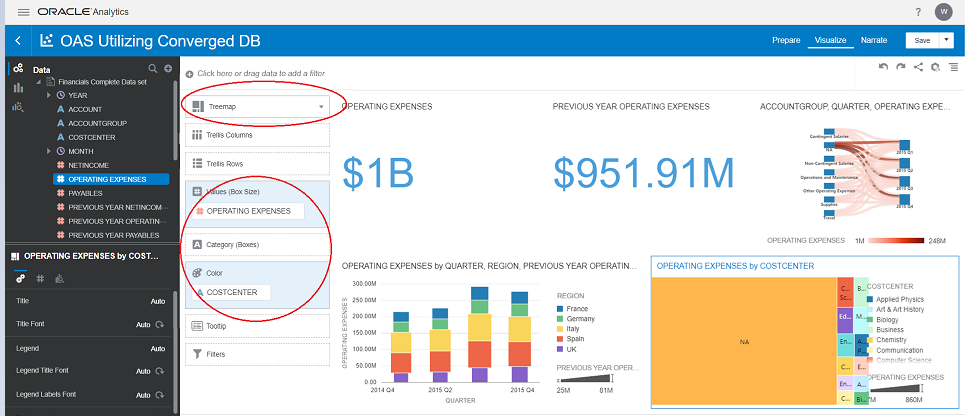 ORACLE Analytics
?
W
OAS Utilizing Converged DB
Prepare
Visualize
Narrate
Save
Data
Financials Complete Data set
YEAR
A ACCOUNT
A ACCOUNTGROUP
A COSTCENTER
MONTH
NETINCOME
OPERATING EXPENSES
PAYABLES
PREVIOUS YEAR NETINCOM...
PREVIOUS YEAR OPERATIN...
PREVIOUS YEAR PAYABLES
OPERATING EXPENSES by COST...
Title Auto
Title Font Auto
Legend Auto
Legend Title Font Auto
Legend Labels Font Auto
Click here or drag data to add a filter
Treemap
Trellis Columns
Trellis Rows
Values (Box Size)
OPERATING EXPENSES
A Category (Boxes)
Color
A COSTCENTER
Tooltip
Filters
OPERATING EXPENSES
$1B
PREVIOUS YEAR OPERATING EXPENSES
$951.91M
ACCOUNTGROUP, QUARTER, OPERATING EXPE...
Contingent Salaries
NA
Non-Contingent Salaries
Operations and Maintenance
Other Operating Expenses
Supplies
Travel
2015 Q1
2015 Q2
2015 Q3
2015 Q4
OPERATING EXPENSES 1M 248M
OPERATING EXPENSES by QUARTER, REGION, PREVIOUS YEAR OPERATIN...
OPERATING EXPENSES
300.00M
250.00M
200.00M
150.00M
100.00M
50.00M
0.00
2014 Q4
2015 Q2
2015 Q4
QUARTER
REGION
France
Germany
Italy
Spain
UK
PREVIOUS YEAR OPER...
25M 81M
OPERATING EXPENSES by COSTCENTER
NA
C...
Sc...
Ed...
En...
C...
En...
C...
B...
M...
A...
P...
E...
A...
Bi...
COSTCENTER
Applied Physics
Art & Art History
Biology
Business
Chemistry
Communication
Computer Science
OPERATING EXPENSES
7M 860M